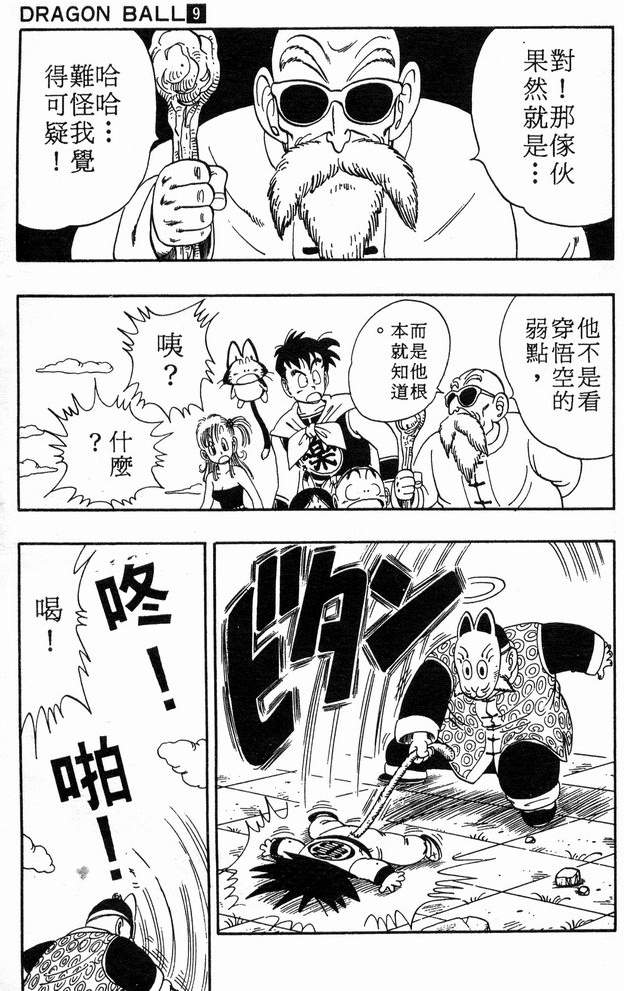 DRAGON BALL 9
對！那傢伙
果然就是…
哈哈…
難怪我覺
得可疑！
他不是看
穿悟空的
弱點，
而是他根
本就知道
。
咦？
什麼
？
樂
ビタン
咚！
啪！
喝！